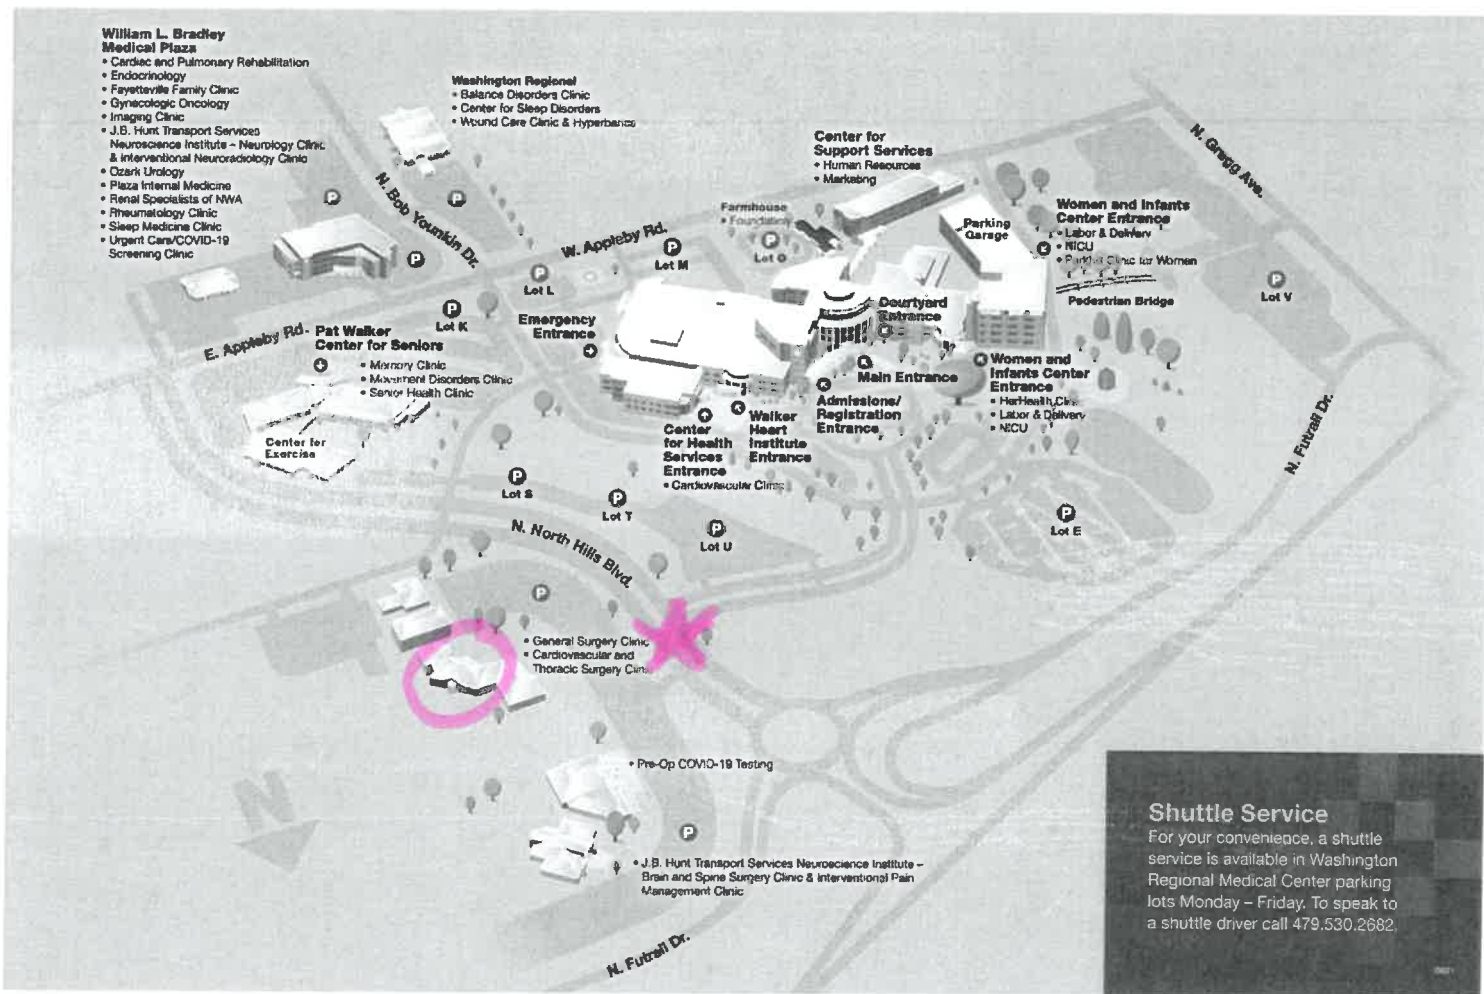 William L. Bradley
Medical Plaza
• Cardiac and Pulmonary Rehabilitation
• Endocrinology
• Fayetteville Family Clinic
• Gynecologic Oncology
• Imaging Clinic
• J.B. Hunt Transport Services
Neuroscience Institute – Neurology Clinic
& Interventional Neuroradiology Clinic
• Ozark Urology
• Plaza Internal Medicine
• Renal Specialists of NWA
• Rheumatology Clinic
• Sleep Medicine Clinic
• Urgent Care/COVID-19
Screening Clinic
Washington Regional
• Balance Disorders Clinic
• Center for Sleep Disorders
• Wound Care Clinic & Hyperbarics
Center for
Support Services
• Human Resources
• Marketing
N. Gregg Ave.
N. Bob Younkin Dr.
P
P
P
W. Appleby Rd.
Farmhouse
• Foundation
P
Lot O
Parking
Garage
Women and Infants
Center Entrance
• Labor & Delivery
• NICU
• Parkhill Clinic for Women
Pedestrian Bridge
P
Lot V
P
Lot M
P
Lot L
P
Lot K
E. Appleby Rd.
Emergency
Entrance
Courtyard
Entrance
Pat Walker
Center for Seniors
• Memory Clinic
• Movement Disorders Clinic
• Senior Health Clinic
Center for
Exercise
Main Entrance
Women and
Infants Center
Entrance
• HerHealth Clinic
• Labor & Delivery
• NICU
Admissions/
Registration
Entrance
Walker
Heart
Institute
Entrance
Center
for Health
Services
Entrance
• Cardiovascular Clinic
N. Futrall Dr.
P
Lot S
P
Lot T
P
Lot U
P
Lot E
N. North Hills Blvd.
P
• General Surgery Clinic
• Cardiovascular and
Thoracic Surgery Clinic
• Pre-Op COVID-19 Testing
N
P
• J.B. Hunt Transport Services Neuroscience Institute –
Brain and Spine Surgery Clinic & Interventional Pain
Management Clinic
N. Futrall Dr.
Shuttle Service
For your convenience, a shuttle
service is available in Washington
Regional Medical Center parking
lots Monday – Friday. To speak to
a shuttle driver call 479.530.2682.